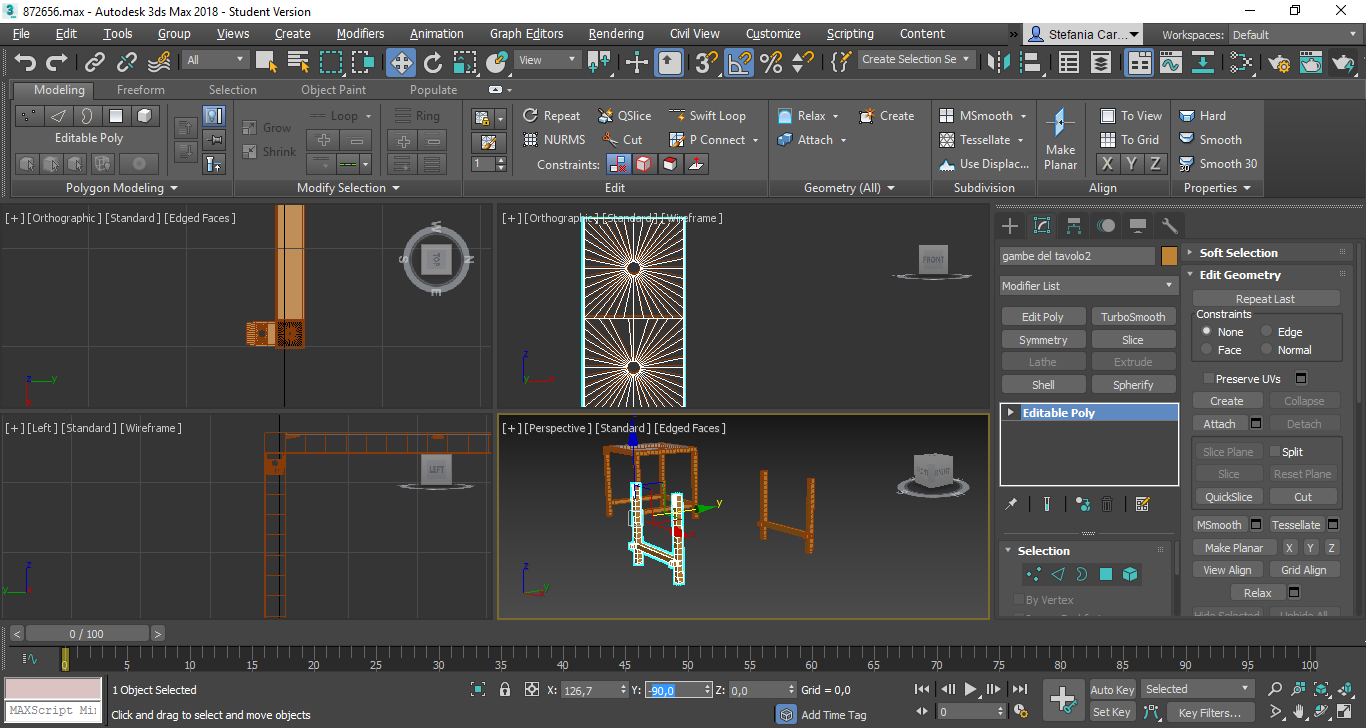 872656.max - Autodesk 3ds Max 2018 - Student Version
File Edit Tools Group Views Create Modifiers Animation Graph Editors Rendering Civil View Customize Scripting Content » Stefania Car... Workspaces: Default
All View 3 Create Selection Se
Modeling Freeform Selection Object Paint Populate
Editable Poly
Polygon Modeling
Grow
Shrink
Loop
Ring
Modify Selection
1
Repeat QSlice Swift Loop
NURMS Cut P Connect
Constraints:
Edit
Relax Create
Attach
Geometry (All)
MSmooth
Tessellate
Use Displac...
Subdivision
Make Planar
To View
To Grid
X Y Z
Align
Hard
Smooth
Smooth 30
Properties
[+] [Orthographic] [Standard] [Edged Faces]
TOP
W
N
S
E
z
y
[+] [Orthographic] [Standard] [Wireframe]
FRONT
z
y
x
[+] [Left] [Standard] [Wireframe]
LEFT
z
y
[+] [Perspective] [Standard] [Edged Faces]
y
z
gambe del tavolo2
Modifier List
Edit Poly TurboSmooth
Symmetry Slice
Lathe Extrude
Shell Spherify
Editable Poly
Selection
By Vertex
Soft Selection
Edit Geometry
Repeat Last
Constraints
None Edge
Face Normal
Preserve UVs
Create Collapse
Attach Detach
Slice Plane Split
Slice Reset Plane
QuickSlice Cut
MSmooth Tessellate
Make Planar X Y Z
View Align Grid Align
Relax
Hide Selected Unhide All
< 0 / 100 >
0 5 10 15 20 25 30 35 40 45 50 55 60 65 70 75 80 85 90 95 100
1 Object Selected X: 126,7 Y: -90,0 Z: 0,0 Grid = 0,0 Auto Key Selected
MAXScript Min Click and drag to select and move objects Add Time Tag 0 Set Key Key Filters...